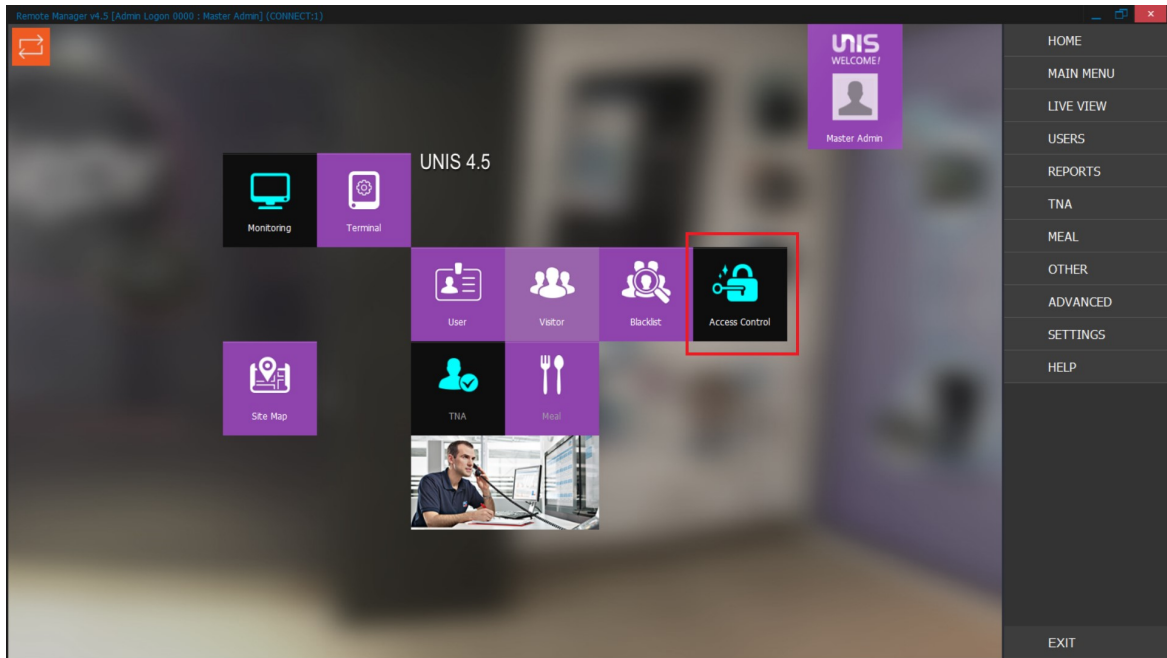 Remote Manager v4.5 [Admin Logon 0000 : Master Admin] (CONNECT:1)
UNIS
WELCOME!
Master Admin
UNIS 4.5
Monitoring
Terminal
User
Visitor
Blacklist
Access Control
Site Map
TNA
Meal
HOME
MAIN MENU
LIVE VIEW
USERS
REPORTS
TNA
MEAL
OTHER
ADVANCED
SETTINGS
HELP
EXIT